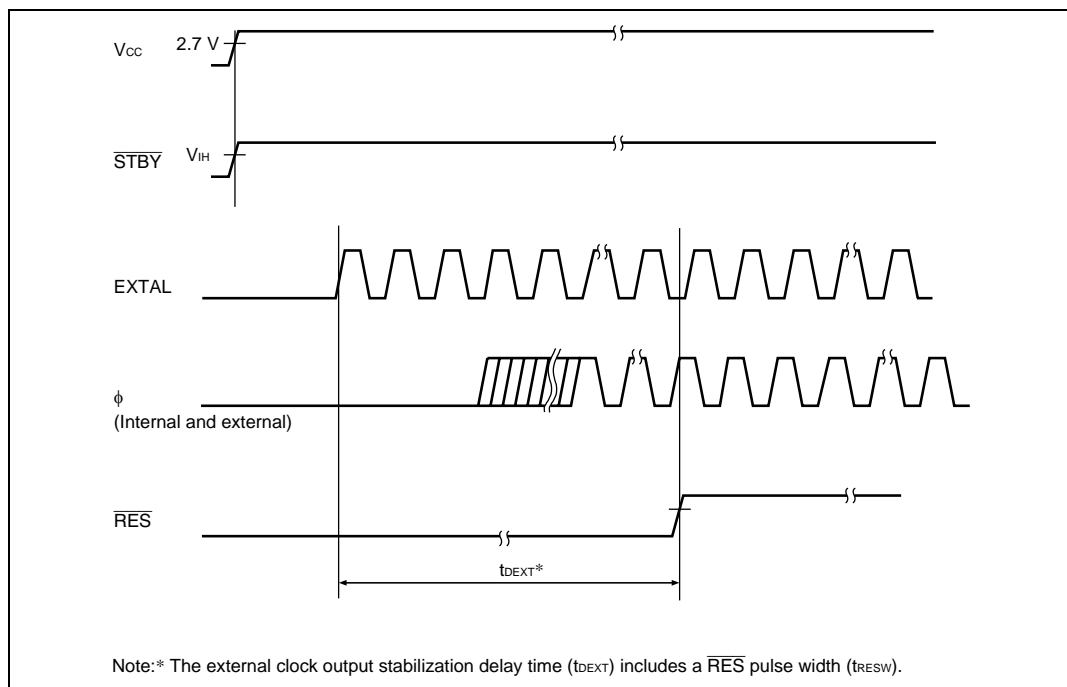 VCC 2.7 V
STBY VIH
EXTAL
φ
(Internal and external)
RES
tDEXT*
Note:* The external clock output stabilization delay time (tDEXT) includes a RES pulse width (tRESW).